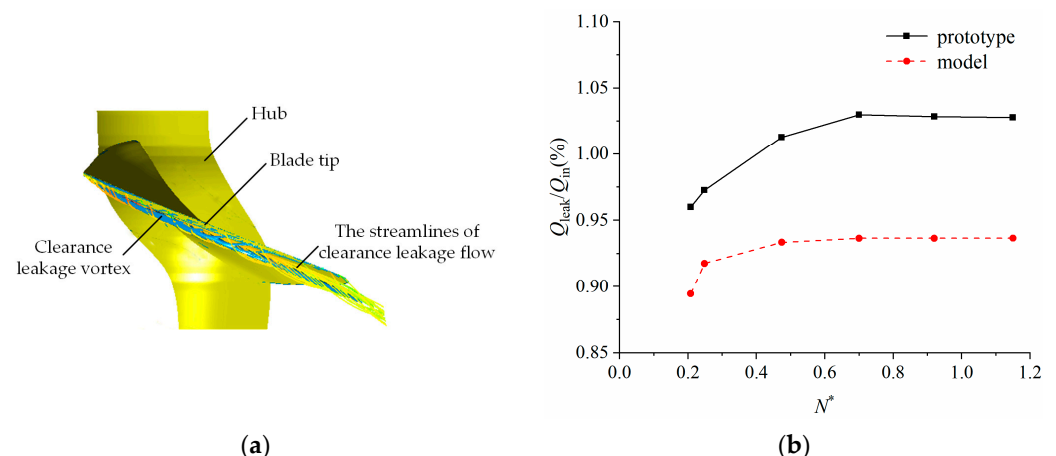 Hub
Blade tip
The streamlines of
clearance leakage flow
Clearance
leakage vortex
(a)
1.10
1.05
1.00
0.95
0.90
0.85
Qleak/Qin(%)
prototype
model
0.0 0.2 0.4 0.6 0.8 1.0 1.2
N*
(b)